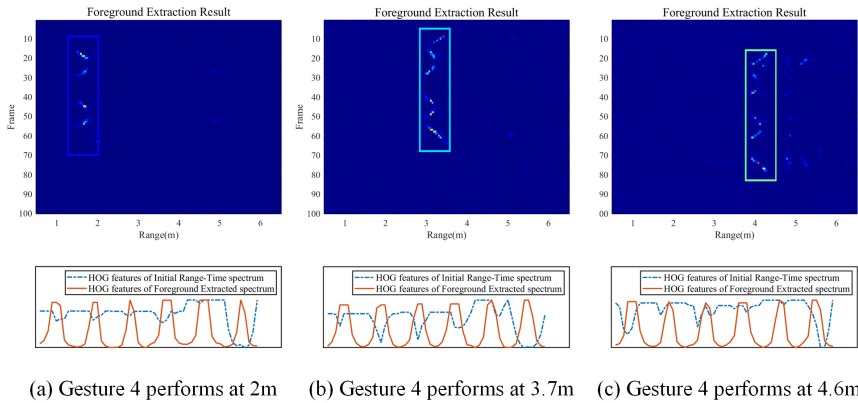 Foreground Extraction Result
Foreground Extraction Result
Foreground Extraction Result
Frame
10
20
30
40
50
60
70
80
90
100
1 2 3 4 5 6
Range(m)
Frame
10
20
30
40
50
60
70
80
90
100
1 2 3 4 5 6
Range(m)
10
20
30
40
50
60
70
80
90
00
1 2 3 4 5 6
Range(m)
HOG features of Initial Range-Time spectrum
HOG features of Foreground Extracted spectrum
HOG features of Initial Range-Time spectrum
HOG features of Foreground Extracted spectrum
HOG features of Initial Range-Time spectrum
HOG features of Foreground Extracted spectrum
(a) Gesture 4 performs at 2m
(b) Gesture 4 performs at 3.7m
(c) Gesture 4 performs at 4.6m